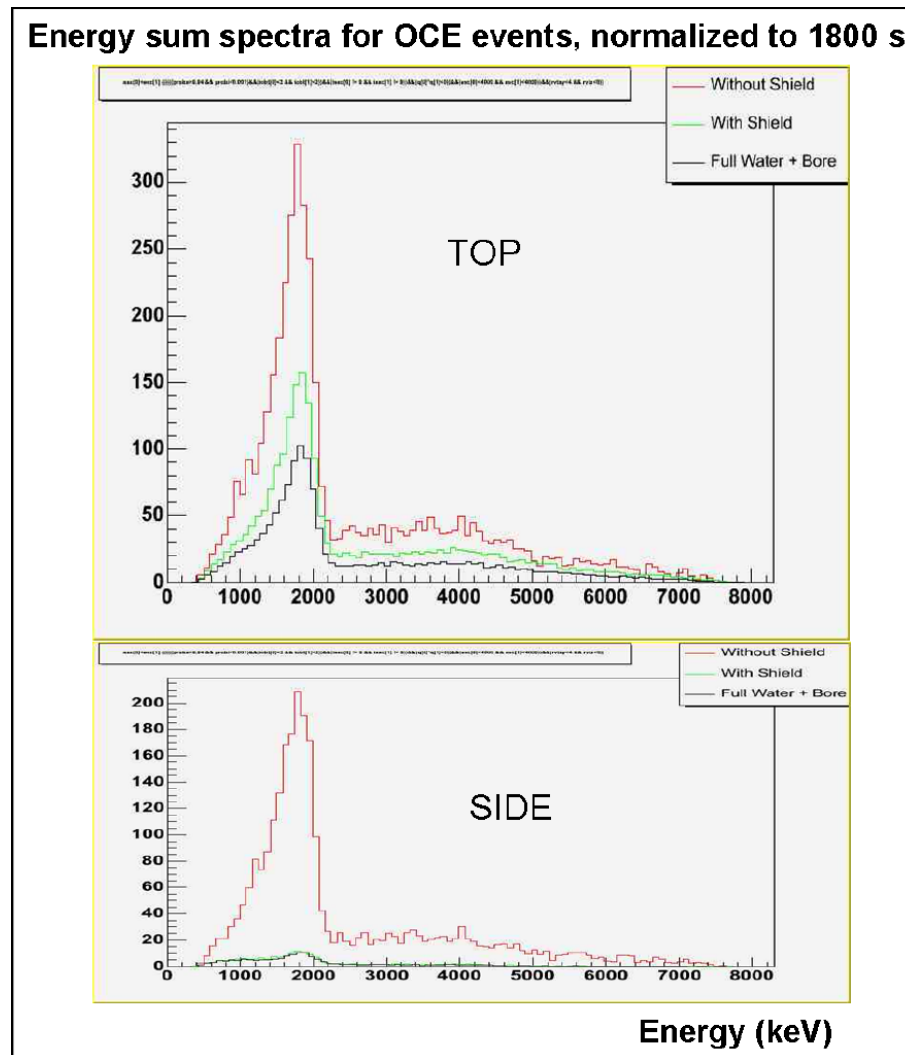 Energy sum spectra for OCE events, normalized to 1800 s
Without Shield
With Shield
Full Water + Bore
TOP
300
250
200
150
100
50
0
0 1000 2000 3000 4000 5000 6000 7000 8000
Without Shield
With Shield
Full Water + Bore
SIDE
200
180
160
140
120
100
80
60
40
20
0
0 1000 2000 3000 4000 5000 6000 7000 8000
Energy (keV)